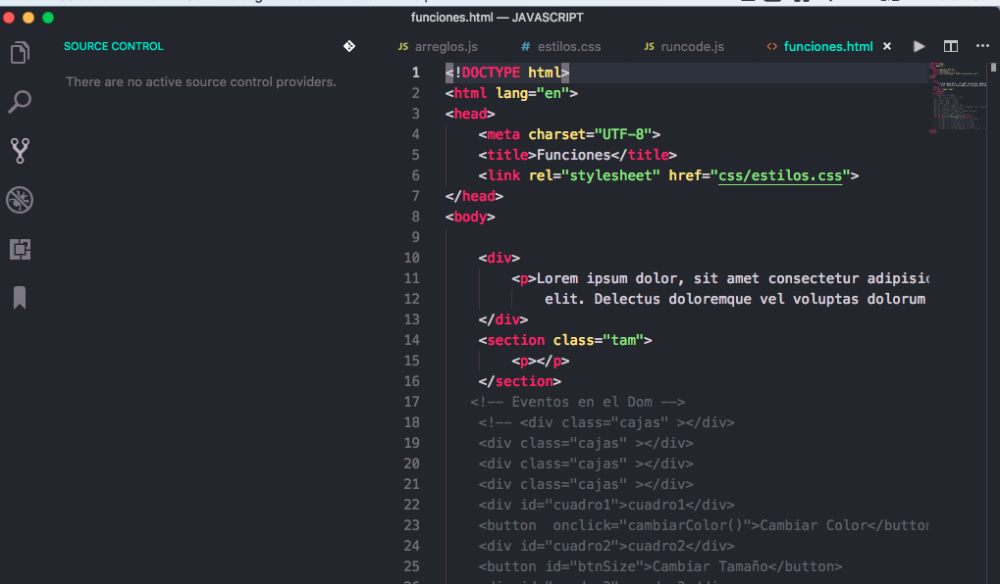 funciones.html — JAVASCRIPT
SOURCE CONTROL
There are no active source control providers.
JS arreglos.js # estilos.css JS runcode.js <> funciones.html ×
1 <!DOCTYPE html>
2 <html lang="en">
3 <head>
4 <meta charset="UTF-8">
5 <title>Funciones</title>
6 <link rel="stylesheet" href="css/estilos.css">
7 </head>
8 <body>
9
10 <div>
11 <p>Lorem ipsum dolor, sit amet consectetur adipisic
12 elit. Delectus doloremque vel voluptas dolorum
13 </div>
14 <section class="tam">
15 <p></p>
16 </section>
17 <!-- Eventos en el Dom -->
18 <!-- <div class="cajas" ></div>
19 <div class="cajas" ></div>
20 <div class="cajas" ></div>
21 <div class="cajas" ></div>
22 <div id="cuadro1">cuadro1</div>
23 <button  onclick="cambiarColor()">Cambiar Color</button
24 <div id="cuadro2">cuadro2</div>
25 <button id="btnSize">Cambiar Tamaño</button>